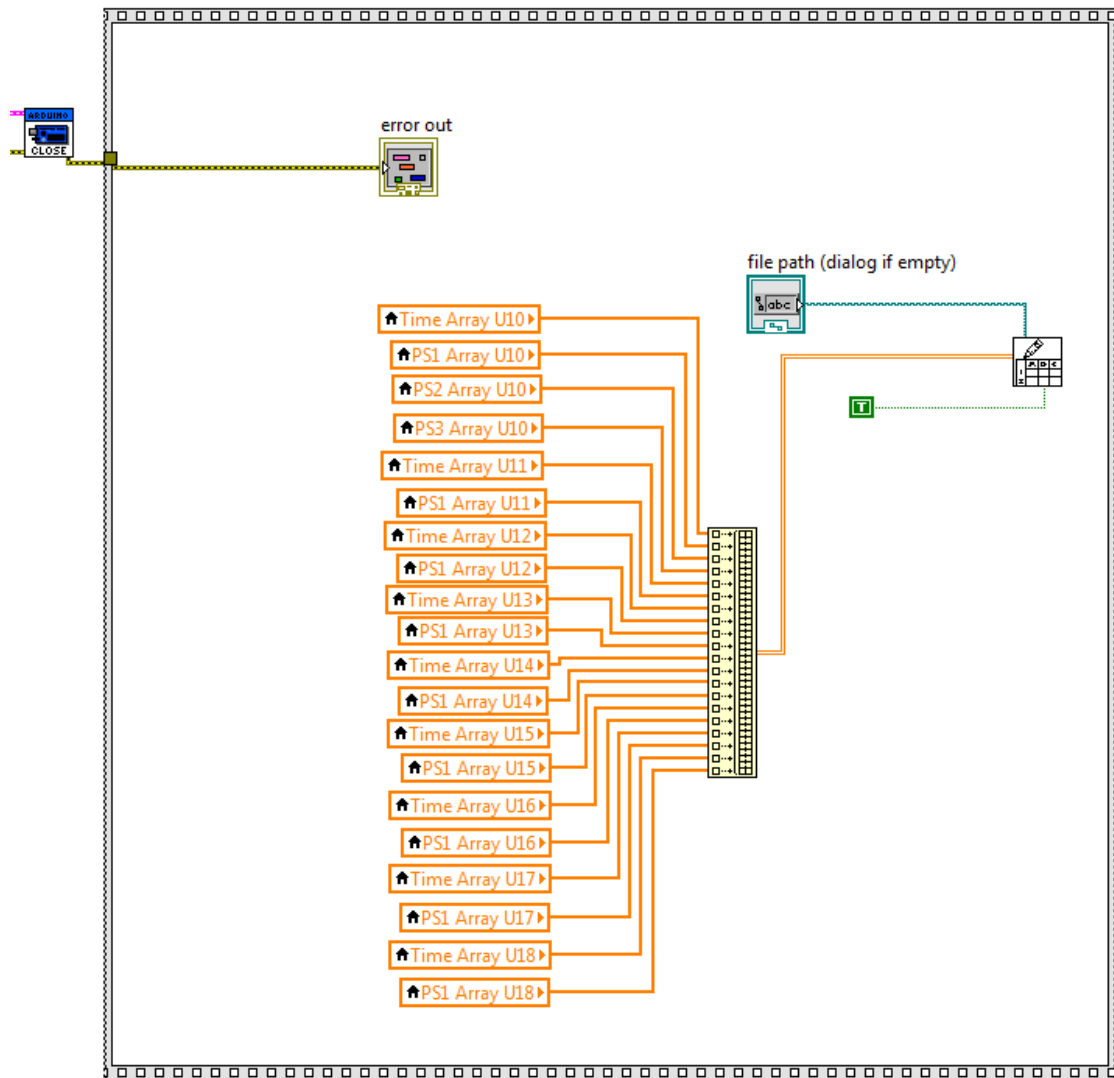 ARDUINO
CLOSE
error out
file path (dialog if empty)
abc
Time Array U10
PS1 Array U10
PS2 Array U10
PS3 Array U10
T
Time Array U11
PS1 Array U11
Time Array U12
PS1 Array U12
Time Array U13
PS1 Array U13
Time Array U14
PS1 Array U14
Time Array U15
PS1 Array U15
Time Array U16
PS1 Array U16
Time Array U17
PS1 Array U17
Time Array U18
PS1 Array U18